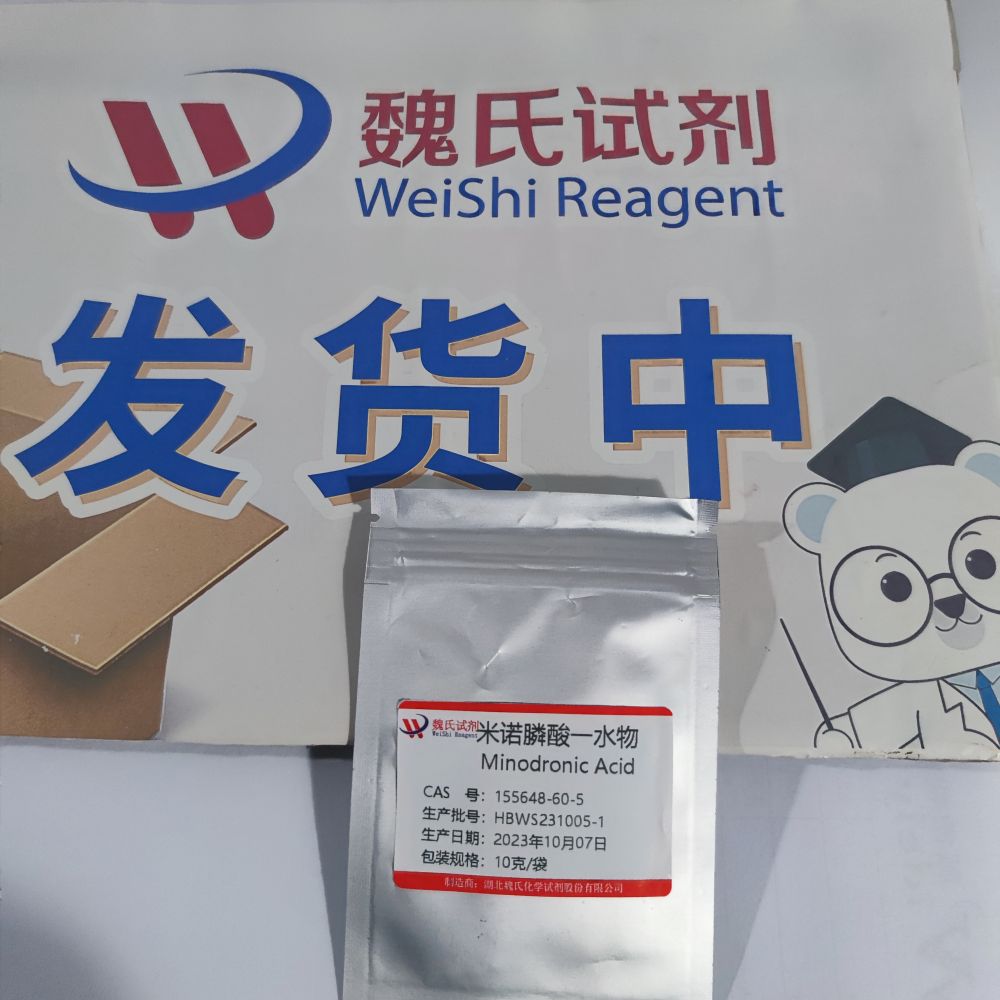 魏氏试剂
WeiShi Reagent
发货中
魏氏试剂
WeiShi Reagent
米诺膦酸一水物
Minodronic Acid
CAS 号：155648-60-5
生产批号：HBWS231005-1
生产日期：2023年10月07日
包装规格：10克/袋
制造商：湖北魏氏化学试剂股份有限公司